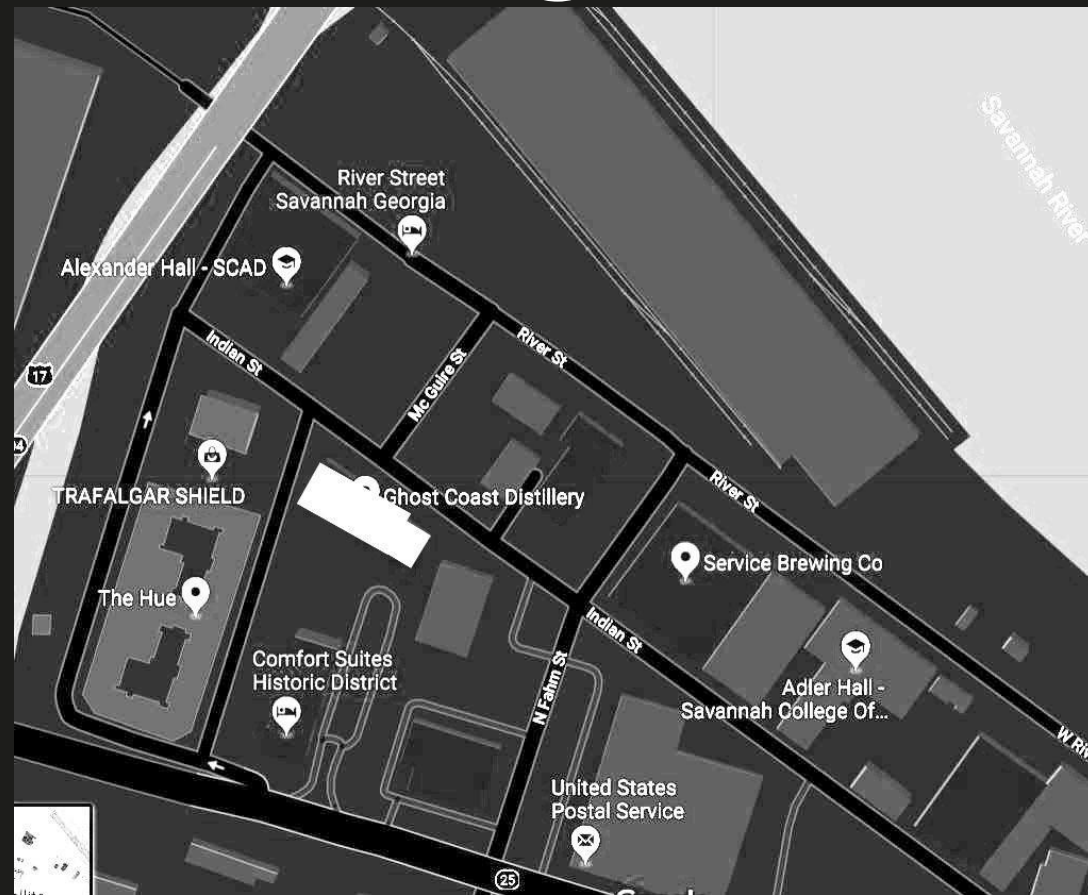 Savannah River
River Street
Savannah Georgia
Alexander Hall - SCAD
Indian St
River St
Mc Guire St
17
TRAFALGAR SHIELD
Ghost Coast Distillery
River St
Service Brewing Co
The Hue
Indian St
Comfort Suites
Historic District
N Fahm St
Adler Hall -
Savannah College Of...
United States
Postal Service
25